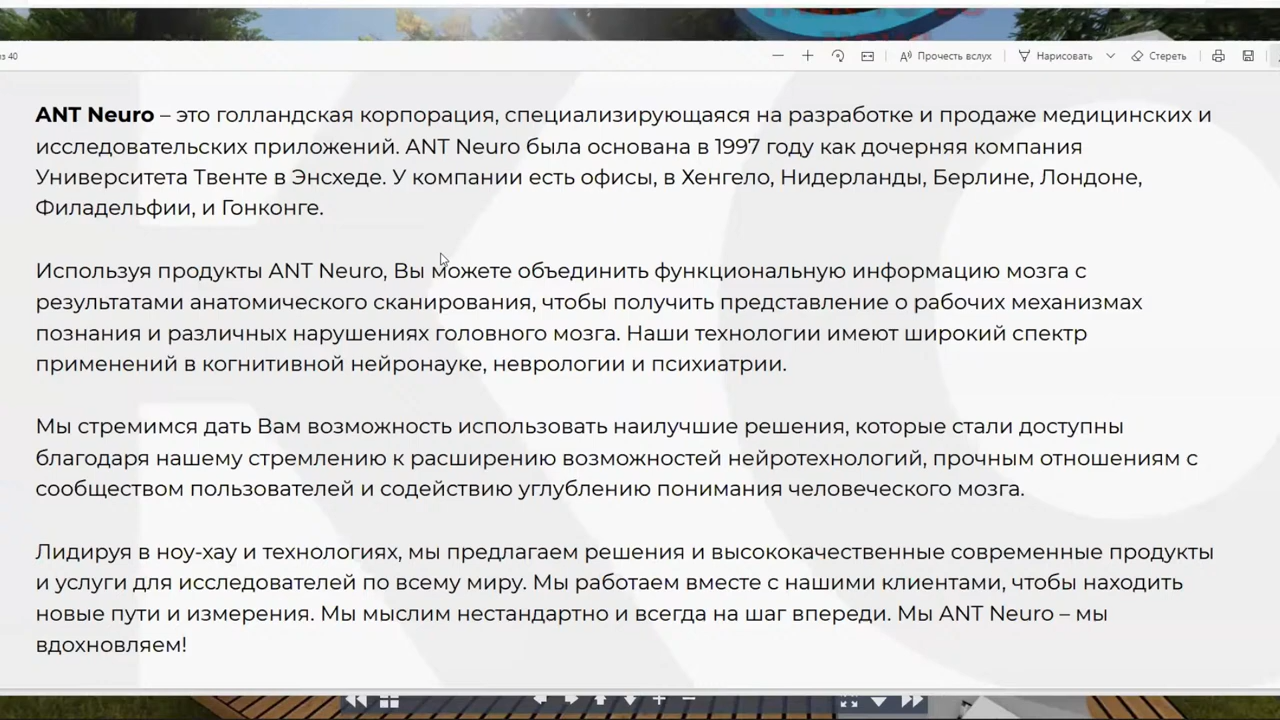 из 40
Прочесть вслух
Нарисовать
Стереть
ANT Neuro – это голландская корпорация, специализирующаяся на разработке и продаже медицинских и
исследовательских приложений. ANT Neuro была основана в 1997 году как дочерняя компания
Университета Твенте в Энсхеде. У компании есть офисы, в Хенгело, Нидерланды, Берлине, Лондоне,
Филадельфии, и Гонконге.
Используя продукты ANT Neuro, Вы можете объединить функциональную информацию мозга с
результатами анатомического сканирования, чтобы получить представление о рабочих механизмах
познания и различных нарушениях головного мозга. Наши технологии имеют широкий спектр
применений в когнитивной нейронауке, неврологии и психиатрии.
Мы стремимся дать Вам возможность использовать наилучшие решения, которые стали доступны
благодаря нашему стремлению к расширению возможностей нейротехнологий, прочным отношениям с
сообществом пользователей и содействию углублению понимания человеческого мозга.
Лидируя в ноу-хау и технологиях, мы предлагаем решения и высококачественные современные продукты
и услуги для исследователей по всему миру. Мы работаем вместе с нашими клиентами, чтобы находить
новые пути и измерения. Мы мыслим нестандартно и всегда на шаг впереди. Мы ANT Neuro – мы
вдохновляем!